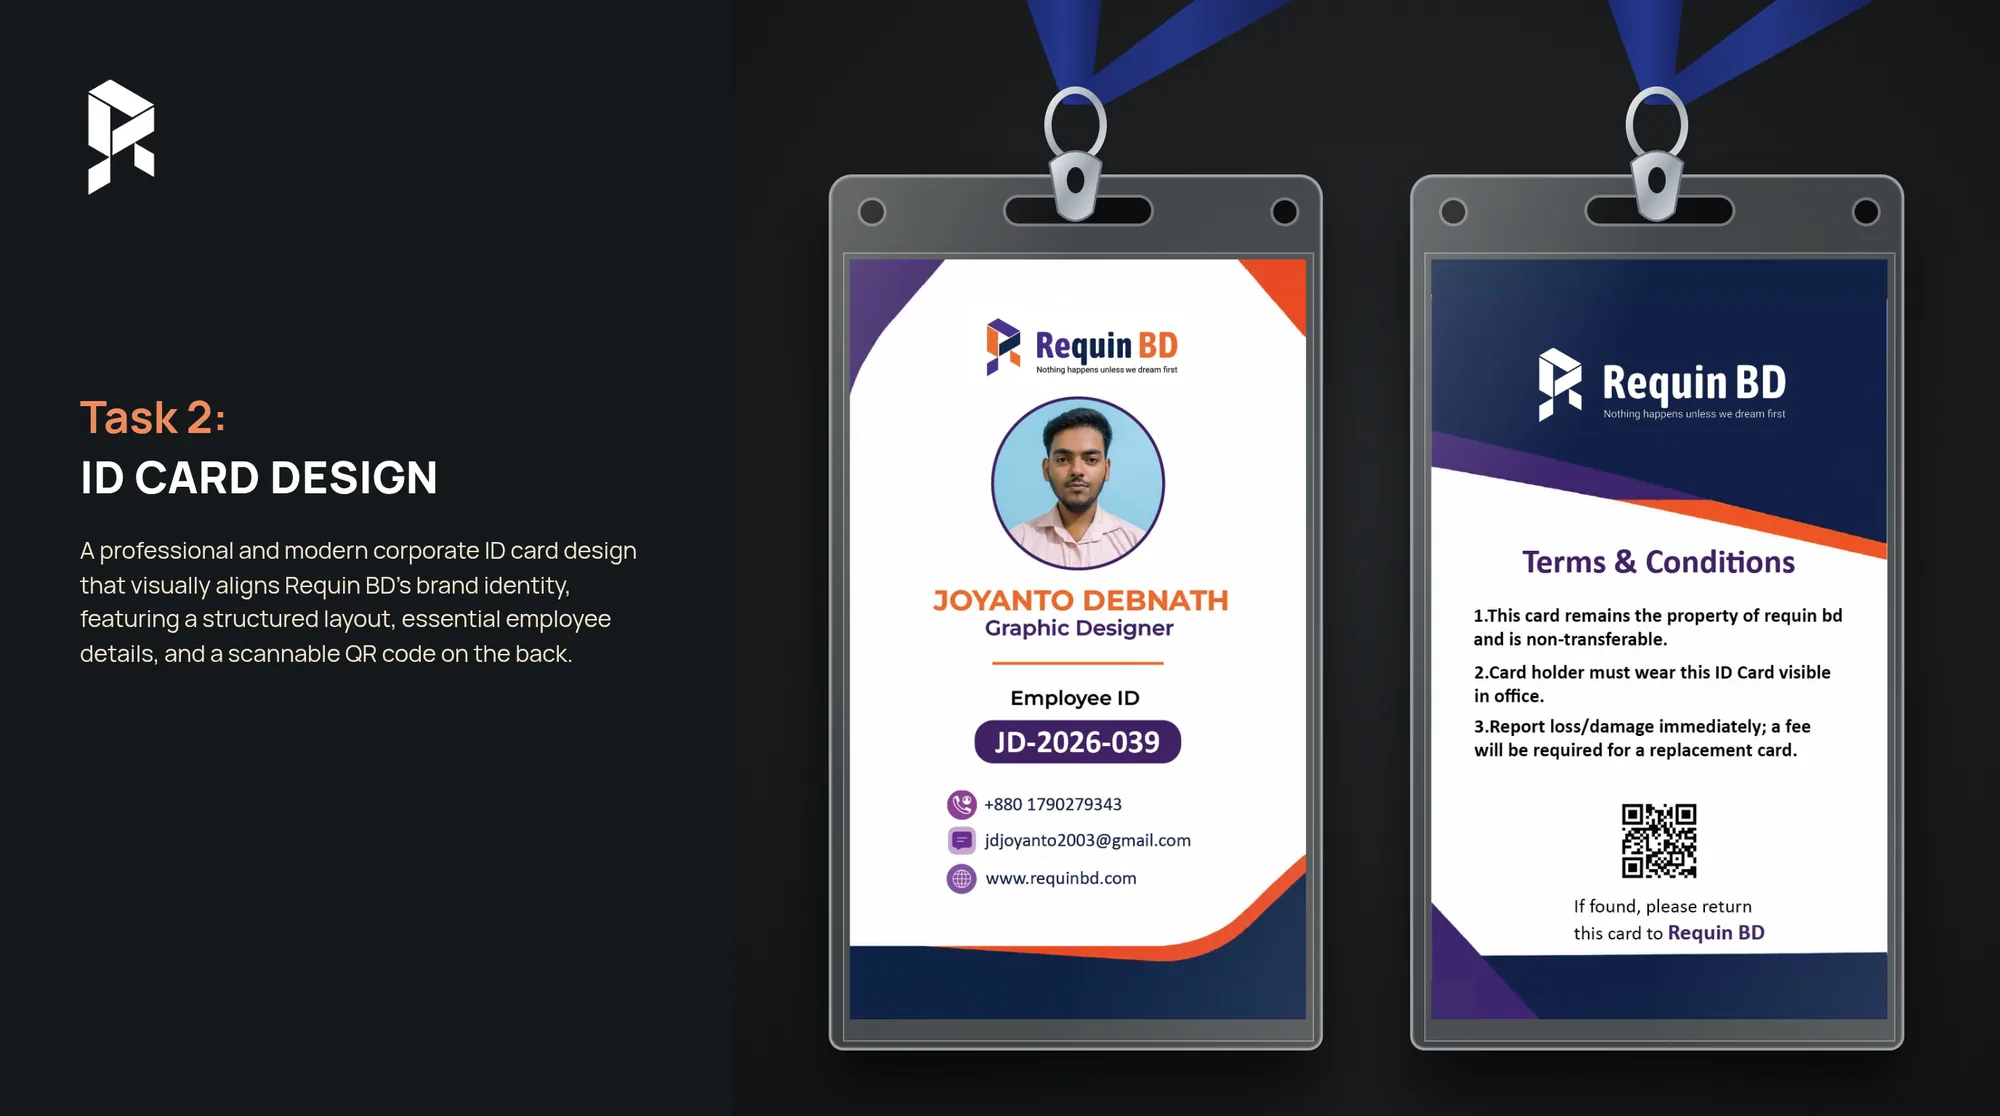 Task 2:
ID CARD DESIGN
A professional and modern corporate ID card design
that visually aligns Requin BD’s brand identity,
featuring a structured layout, essential employee
details, and a scannable QR code on the back.
Requin BD
Nothing happens unless we dream first
JOYANTO DEBNATH
Graphic Designer
Employee ID
JD-2026-039
+880 1790279343
jdjoyanto2003@gmail.com
www.requinbd.com
Requin BD
Nothing happens unless we dream first
Terms & Conditions
1.This card remains the property of requin bd
and is non-transferable.
2.Card holder must wear this ID Card visible
in office.
3.Report loss/damage immediately; a fee
will be required for a replacement card.
If found, please return
this card to Requin BD